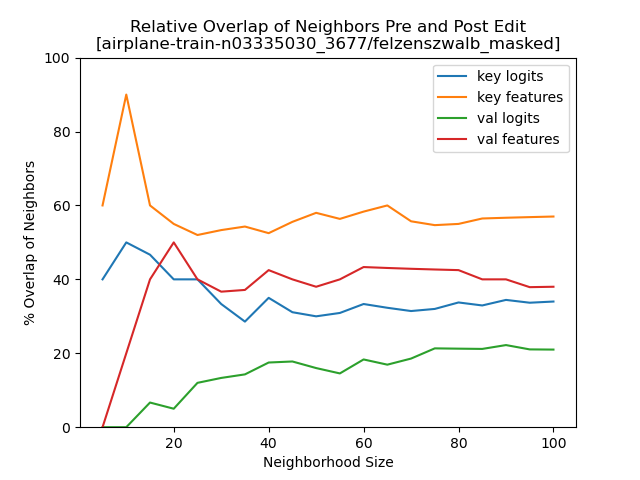 Relative Overlap of Neighbors Pre and Post Edit
[airplane-train-n03335030_3677/felzenszwalb_masked]
key logits
key features
val logits
val features
% Overlap of Neighbors
100
80
60
40
20
0
20 40 60 80 100
Neighborhood Size